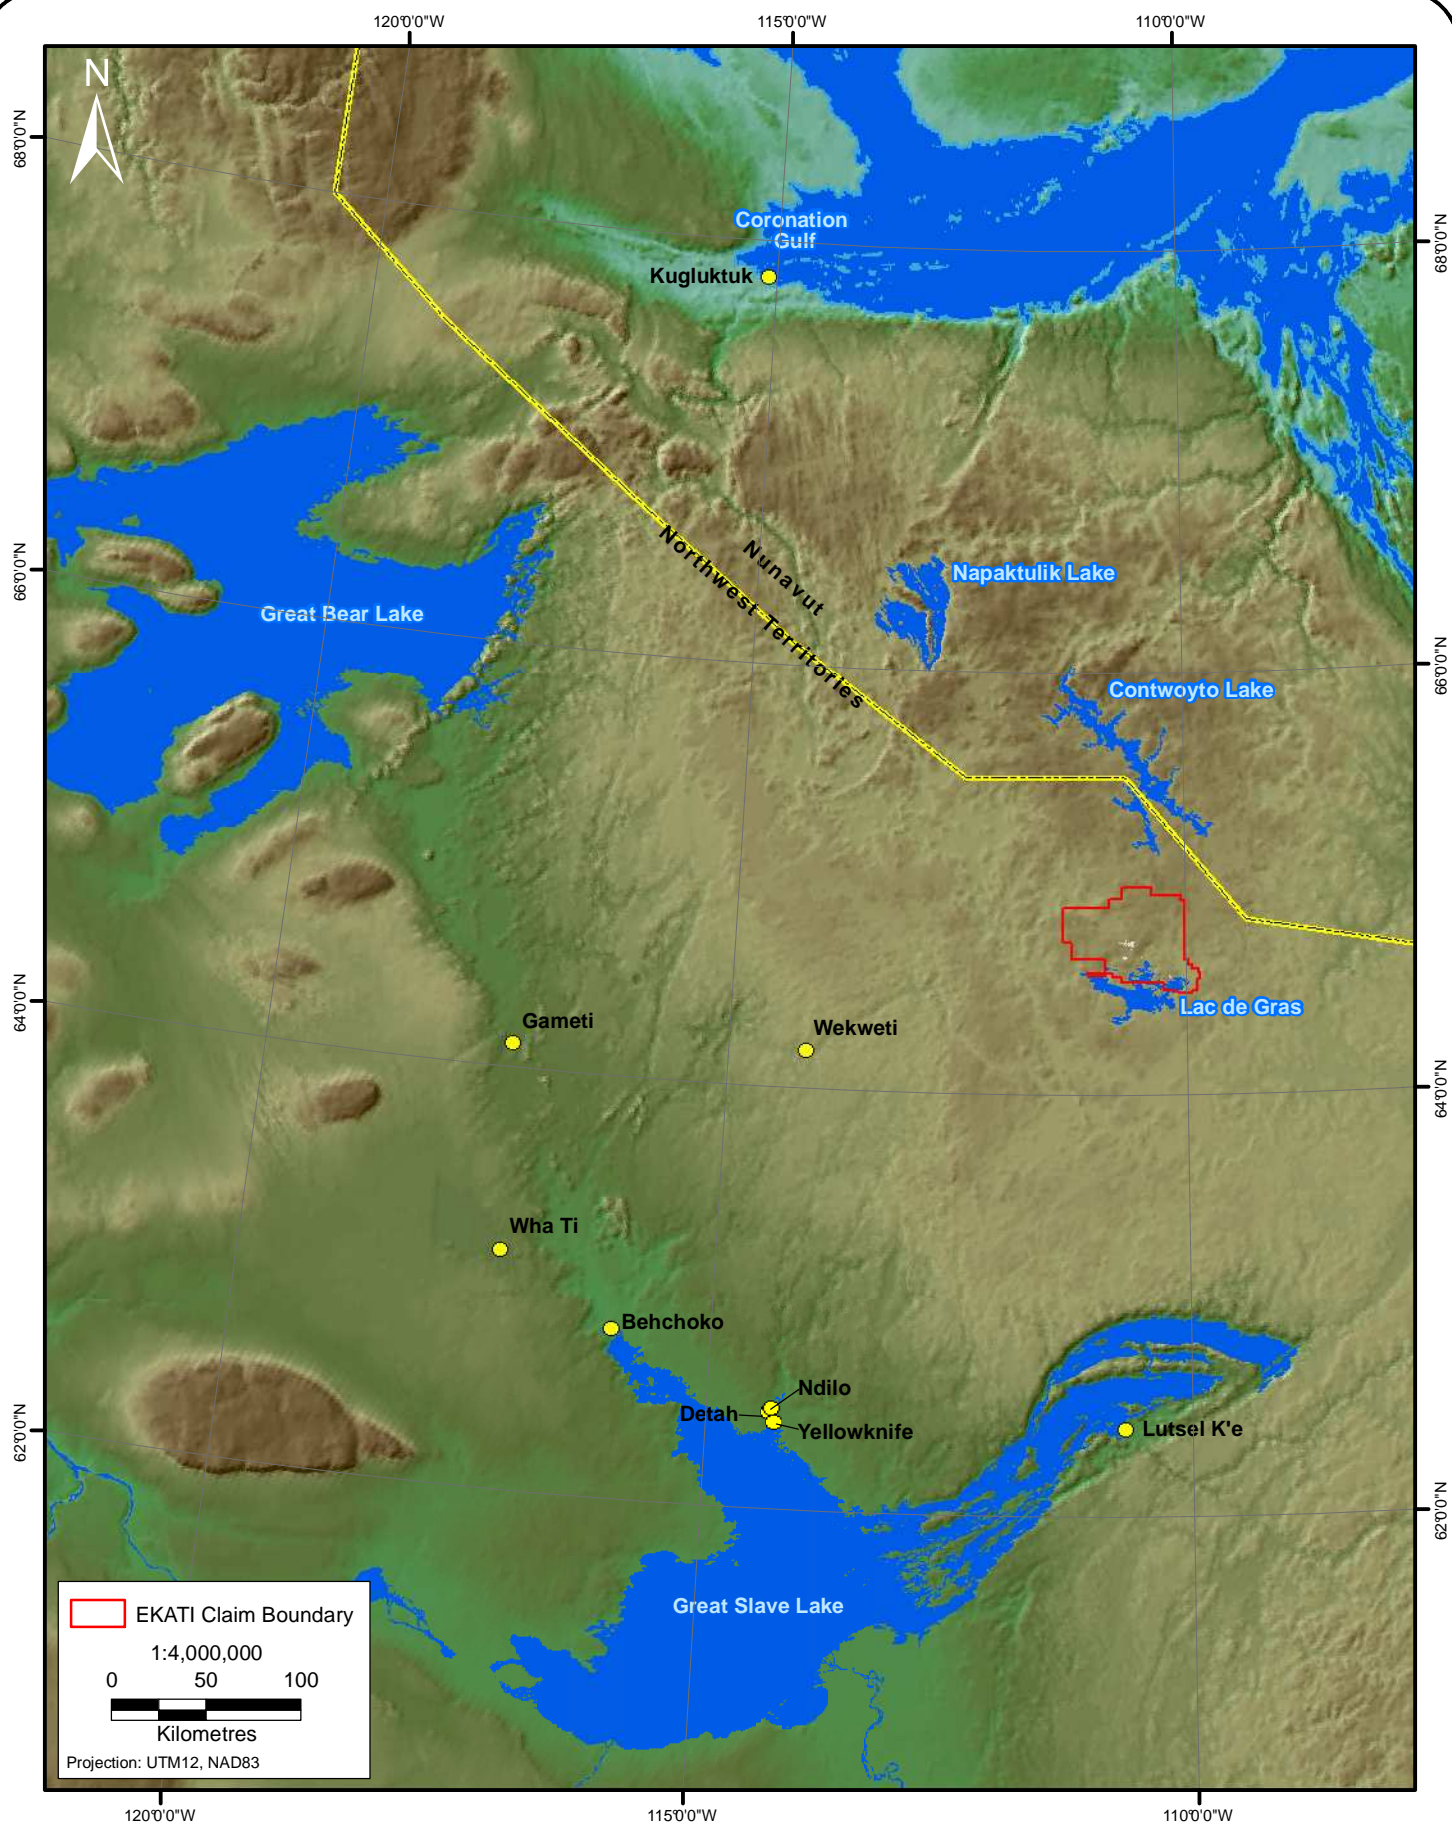 120°0'0"W
115°0'0"W
110°0'0"W
N
68°0'0"N
68°0'0"N
Coronation
Gulf
Kugluktuk
66°0'0"N
66°0'0"N
Nunavut
Northwest Territories
Napaktulik Lake
Great Bear Lake
Contwoyto Lake
64°0'0"N
64°0'0"N
Lac de Gras
Gameti
Wekweti
Wha Ti
Behchoko
Ndilo
Detah
Yellowknife
Lutsel K'e
62°0'0"N
62°0'0"N
Great Slave Lake
EKATI Claim Boundary
1:4,000,000
0 50 100
Kilometres
Projection: UTM12, NAD83
120°0'0"W
115°0'0"W
110°0'0"W